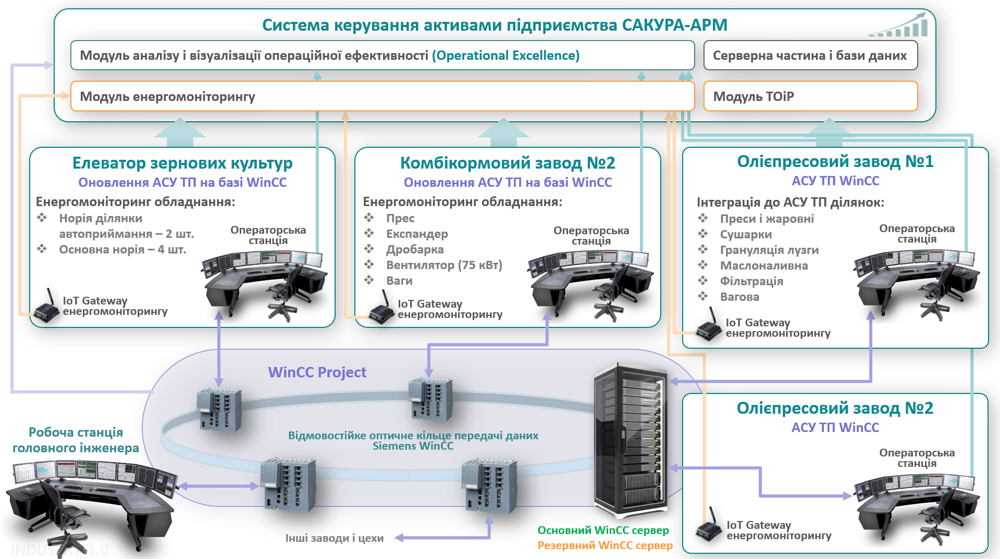 Система керування активами підприємства САКУРА-АРМ
Модуль аналізу і візуалізації операційної ефективності (Operational Excellence)
Серверна частина і бази даних
Модуль енергомоніторингу
Модуль ТОіР
Елеватор зернових культур
Оновлення АСУ ТП на базі WinCC
Енергомоніторинг обладнання:
❖ Норія ділянки
автоприймання – 2 шт.
❖ Основна норія – 4 шт.
Операторська
станція
IoT Gateway
енергомоніторингу
Комбікормовий завод №2
Оновлення АСУ ТП на базі WinCC
Енергомоніторинг обладнання:
❖ Прес
❖ Експандер
❖ Дробарка
❖ Вентилятор (75 кВт)
❖ Ваги
Операторська
станція
IoT Gateway
енергомоніторингу
Олієпресовий завод №1
АСУ ТП WinCC
Інтеграція до АСУ ТП ділянок:
❖ Преси і жаровні
❖ Сушарки
❖ Грануляція лузги
❖ Маслоналивна
❖ Фільтрація
❖ Вагова
Операторська
станція
IoT Gateway
енергомоніторингу
WinCC Project
Відмовостійке оптичне кільце передачі даних
Siemens WinCC
Робоча станція
головного інженера
Інші заводи і цехи
Основний WinCC сервер
Резервний WinCC сервер
Олієпресовий завод №2
АСУ ТП WinCC
Операторська
станція
IoT Gateway
енергомоніторингу
INDUSTRY 4.0